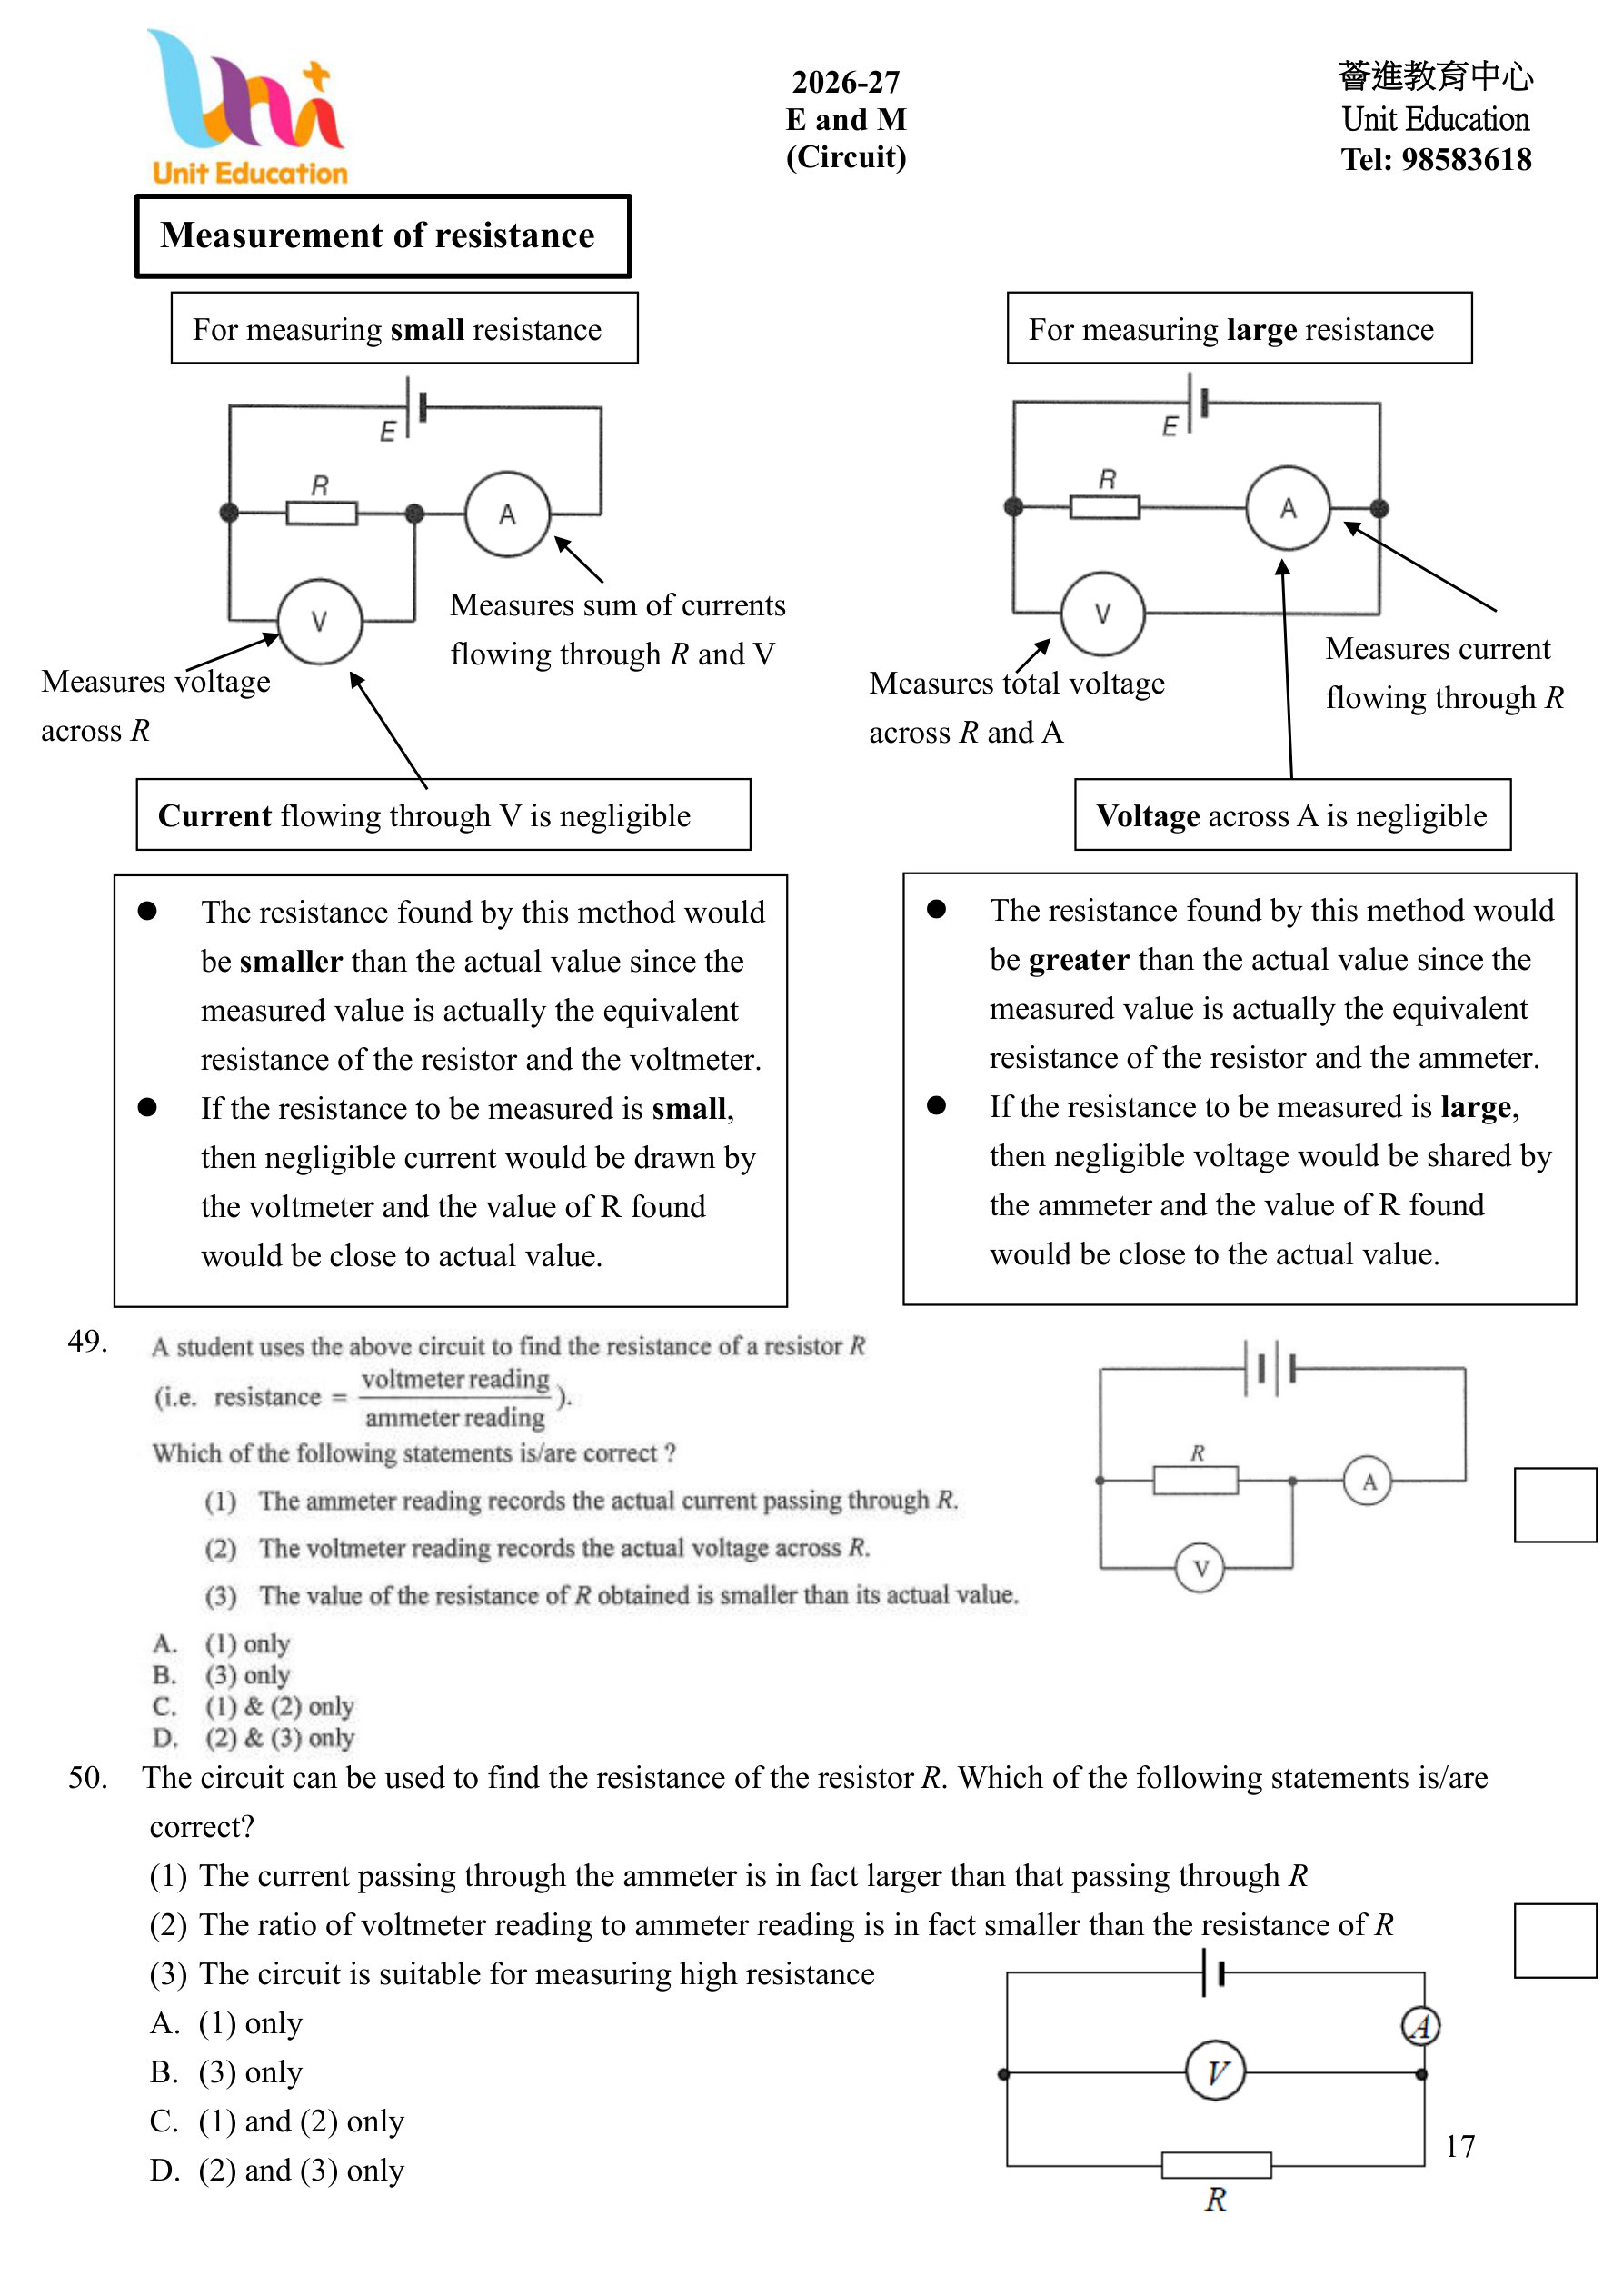 Unit Education
2026-27
E and M
(Circuit)
薈進教育中心
Unit Education
Tel: 98583618
Measurement of resistance
For measuring small resistance
E
R
A
V
Measures sum of currents
flowing through R and V
Measures voltage
across R
Current flowing through V is negligible
The resistance found by this method would
be smaller than the actual value since the
measured value is actually the equivalent
resistance of the resistor and the voltmeter.
If the resistance to be measured is small,
then negligible current would be drawn by
the voltmeter and the value of R found
would be close to actual value.
For measuring large resistance
E
R
A
V
Measures current
flowing through R
Measures total voltage
across R and A
Voltage across A is negligible
The resistance found by this method would
be greater than the actual value since the
measured value is actually the equivalent
resistance of the resistor and the ammeter.
If the resistance to be measured is large,
then negligible voltage would be shared by
the ammeter and the value of R found
would be close to the actual value.
49. A student uses the above circuit to find the resistance of a resistor R
(i.e. resistance = voltmeter reading / ammeter reading ).
Which of the following statements is/are correct ?
(1) The ammeter reading records the actual current passing through R.
(2) The voltmeter reading records the actual voltage across R.
(3) The value of the resistance of R obtained is smaller than its actual value.
A. (1) only
B. (3) only
C. (1) & (2) only
D. (2) & (3) only
R
A
V
50. The circuit can be used to find the resistance of the resistor R. Which of the following statements is/are
correct?
(1) The current passing through the ammeter is in fact larger than that passing through R
(2) The ratio of voltmeter reading to ammeter reading is in fact smaller than the resistance of R
(3) The circuit is suitable for measuring high resistance
A. (1) only
B. (3) only
C. (1) and (2) only
D. (2) and (3) only
A
V
R
17